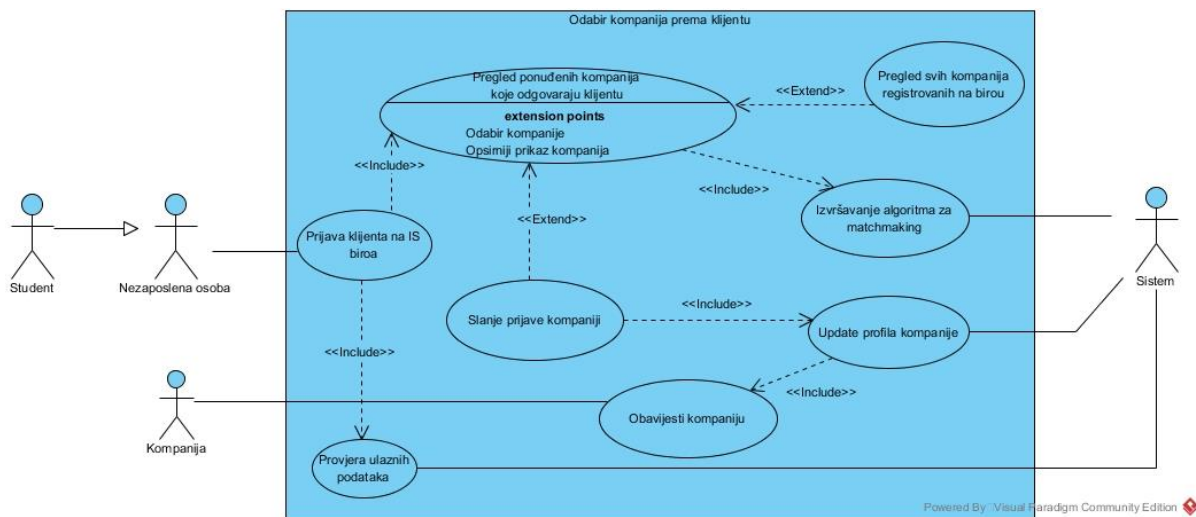 Odabir kompanija prema klijentu
Pregled ponuđenih kompanija
koje odgovaraju klijentu
extension points
Odabir kompanije
Opsirniji prikaz kompanija
<<Extend>>
Pregled svih kompanija
registrovanih na birou
<<Include>>
<<Include>>
<<Extend>>
Izvršavanje algoritma za
matchmaking
Prijava klijenta na IS
biroa
Student
Nezaposlena osoba
Sistem
Slanje prijave kompaniji
<<Include>>
Update profila kompanije
<<Include>>
<<Include>>
Obavijesti kompaniju
Kompanija
Provjera ulaznih
podataka
Powered By Visual Paradigm Community Edition